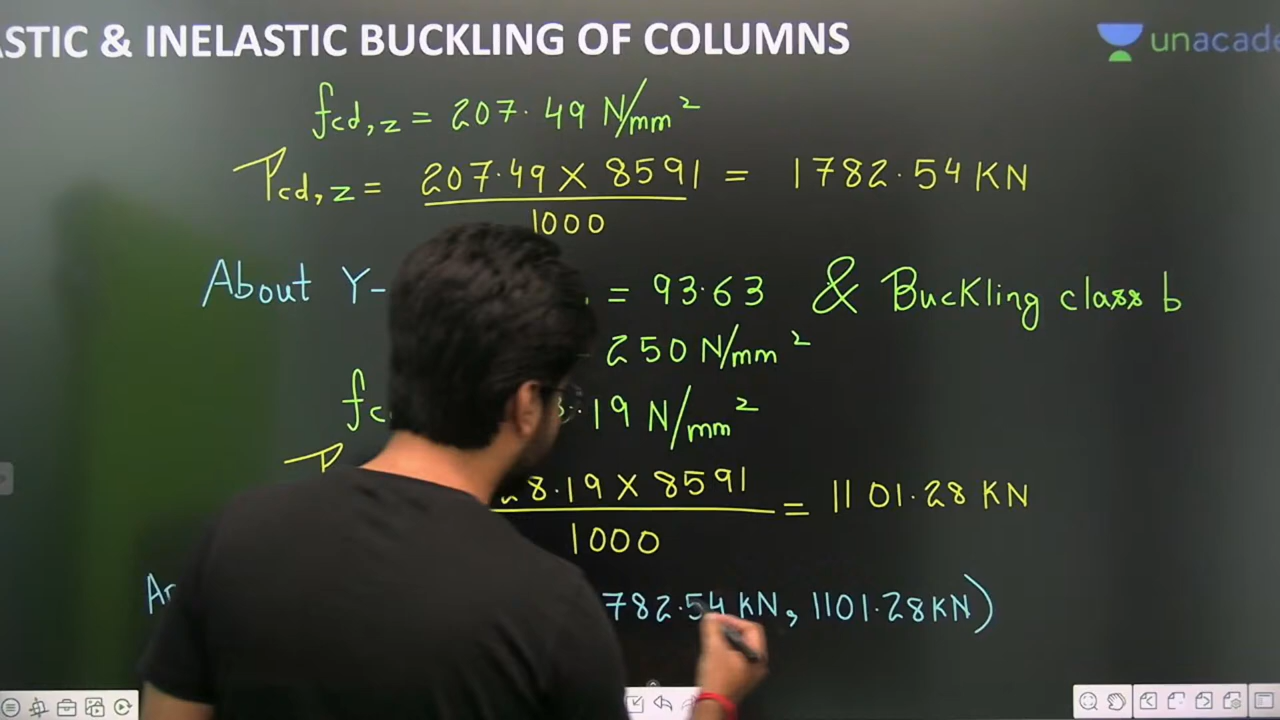 ASTIC & INELASTIC BUCKLING OF COLUMNS
unacade
fcd,z = 207.49 N/mm²
Pcd,z = 207.49 X 8591 / 1000 = 1782.54 KN
About Y- = 93.63 & Buckling class b
250 N/mm²
fc .19 N/mm²
P 8.19 X 8591 / 1000 = 1101.28 KN
782.54 KN, 1101.28 KN)